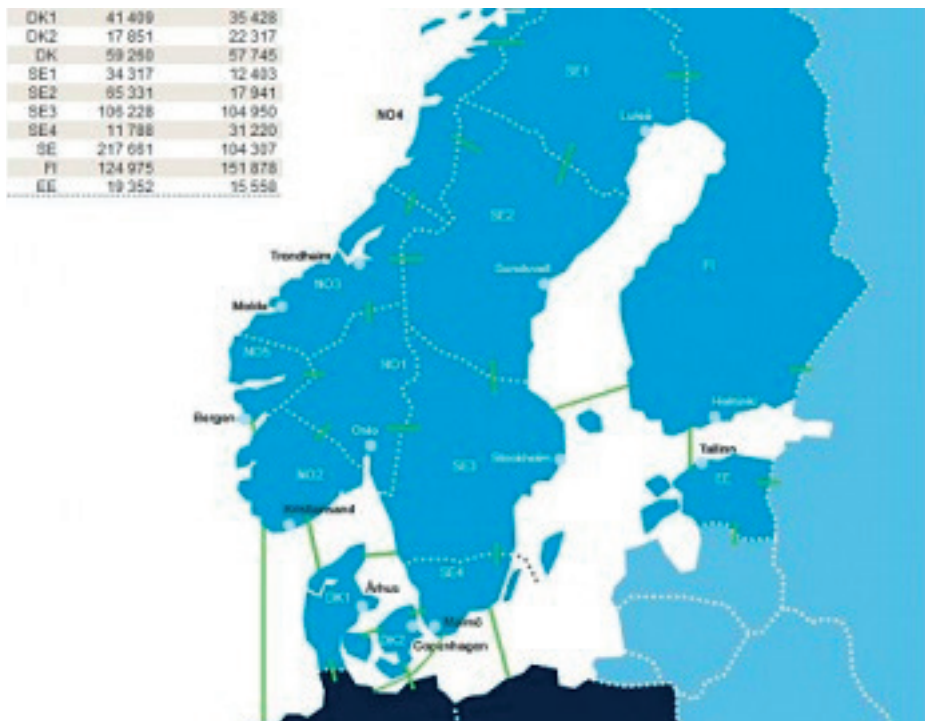 DK1 41 409 35 428
DK2 17 851 22 317
DK 59 260 57 745
SE1 34 317 12 403
SE2 65 331 17 941
SE3 106 228 104 950
SE4 11 788 31 220
SE 217 661 104 307
FI 124 975 151 878
EE 19 352 15 558
SE1
NO4
Luleå
SE2
Trondheim
Sundsvall
FI
NO3
Molde
NO5
NO1
Bergen
Helsinki
Oslo
Tallinn
Stockholm
SE3
NO2
EE
Kristiansand
SE4
Århus
DK1
Malmö
DK2
Copenhagen